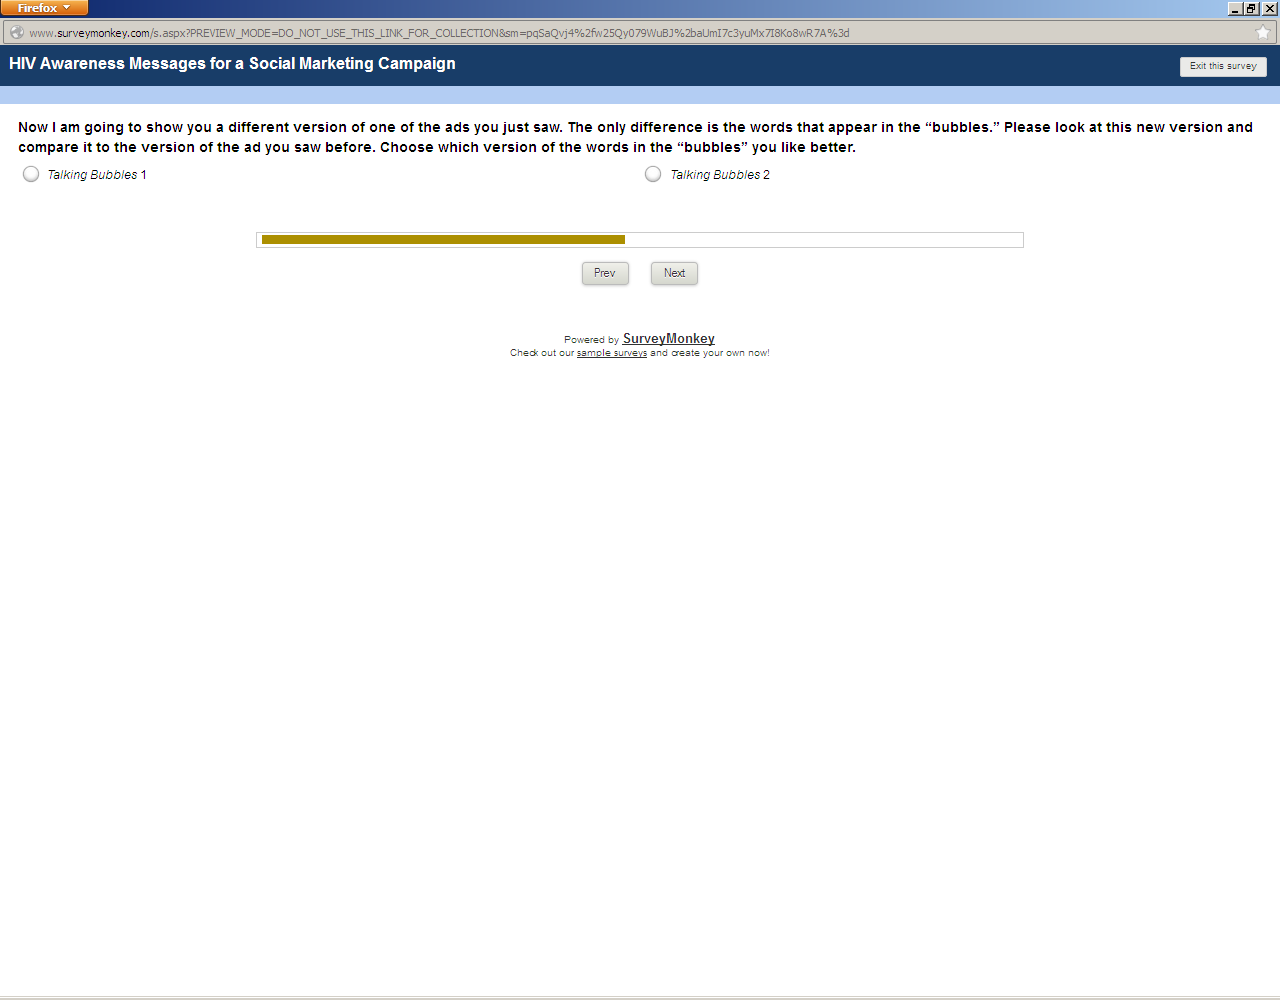 Firefox
www.surveymonkey.com/s.aspx?PREVIEW_MODE=DO_NOT_USE_THIS_LINK_FOR_COLLECTION&sm=pqSaQvj4%2fw25Qy079WuBJ%2baUmI7c3yuMx7I8Ko8wR7A%3d
HIV Awareness Messages for a Social Marketing Campaign
Exit this survey
Now I am going to show you a different version of one of the ads you just saw. The only difference is the words that appear in the “bubbles.” Please look at this new version and
compare it to the version of the ad you saw before. Choose which version of the words in the “bubbles” you like better.
Talking Bubbles 1
Talking Bubbles 2
Prev
Next
Powered by SurveyMonkey
Check out our sample surveys and create your own now!